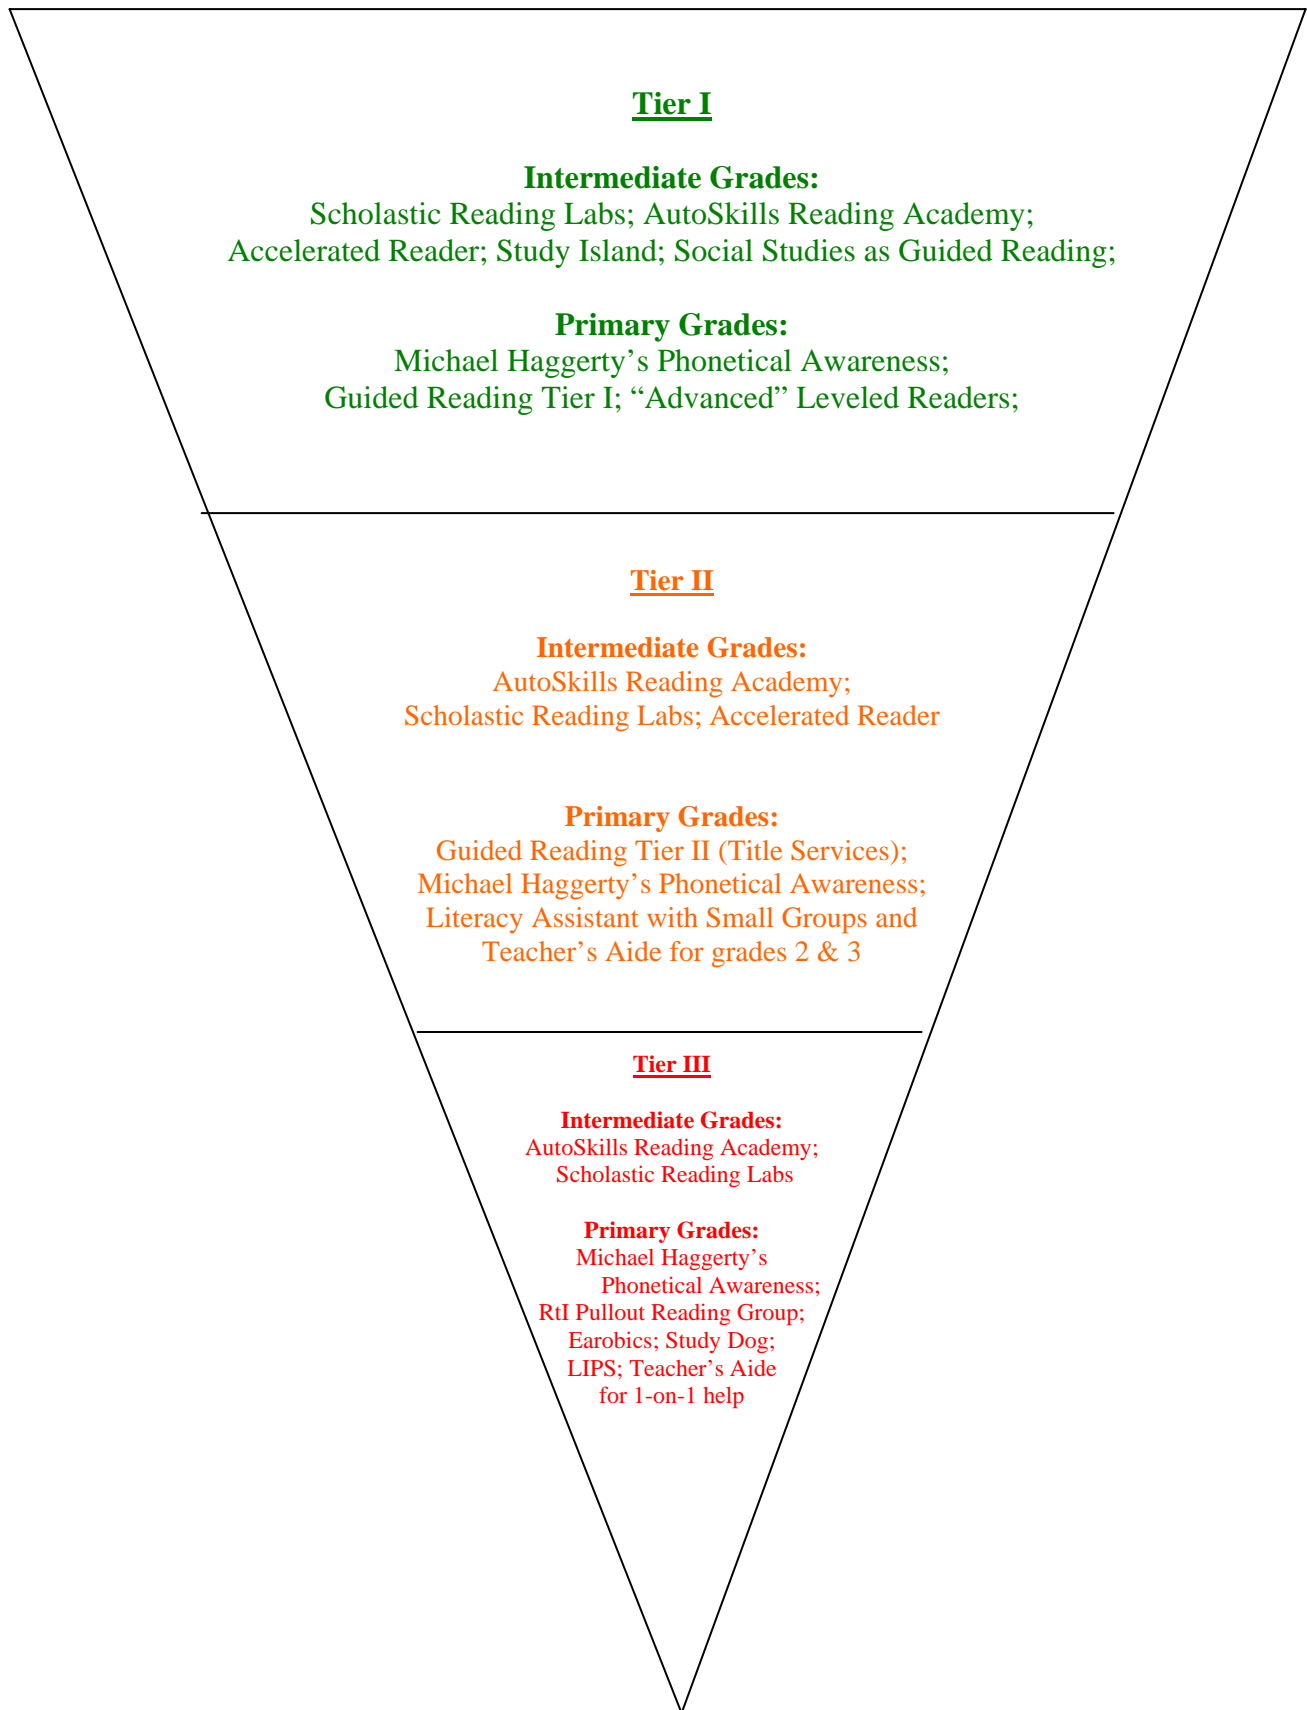 Tier I
Intermediate Grades:
Scholastic Reading Labs; AutoSkills Reading Academy;
Accelerated Reader; Study Island; Social Studies as Guided Reading;
Primary Grades:
Michael Haggerty’s Phonetical Awareness;
Guided Reading Tier I; “Advanced” Leveled Readers;
Tier II
Intermediate Grades:
AutoSkills Reading Academy;
Scholastic Reading Labs; Accelerated Reader
Primary Grades:
Guided Reading Tier II (Title Services);
Michael Haggerty’s Phonetical Awareness;
Literacy Assistant with Small Groups and
Teacher’s Aide for grades 2 & 3
Tier III
Intermediate Grades:
AutoSkills Reading Academy;
Scholastic Reading Labs
Primary Grades:
Michael Haggerty’s
Phonetical Awareness;
RtI Pullout Reading Group;
Earobics; Study Dog;
LIPS; Teacher’s Aide
for 1-on-1 help